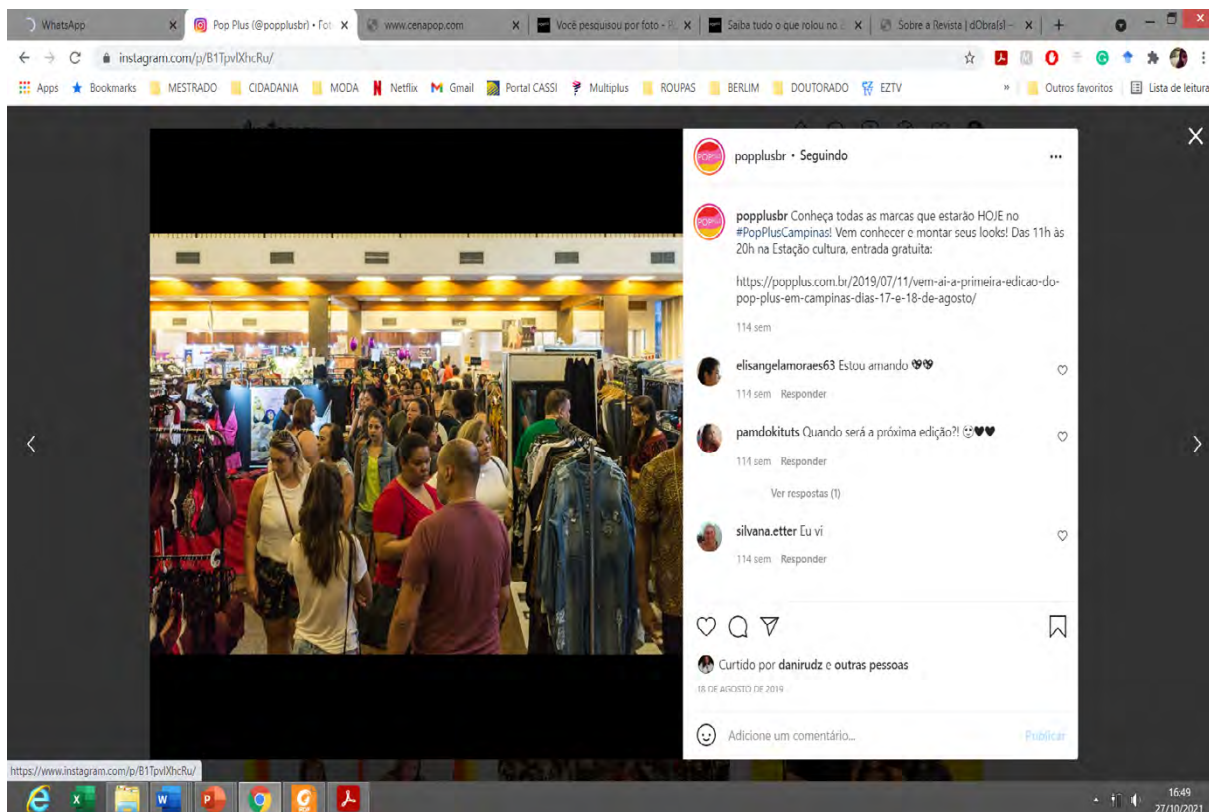 WhatsApp
Pop Plus (@popplusbr) • Fot
www.cenapop.com
Você pesquisou por foto -
Saiba tudo o que rolou no
Sobre a Revista | dObra[s] –
instagram.com/p/B1TpvlXhcRu/
Apps
Bookmarks
MESTRADO
CIDADANIA
MODA
Netflix
Gmail
Portal CASSI
Multiplus
ROUPAS
BERLIM
DOUTORADO
EZTV
»
Outros favoritos
Lista de leitura
popplusbr • Seguindo
popplusbr Conheça todas as marcas que estarão HOJE no
#PopPlusCampinas! Vem conhecer e montar seus looks! Das 11h às
20h na Estação cultura, entrada gratuita:
https://popplus.com.br/2019/07/11/vem-ai-a-primeira-edicao-do-
pop-plus-em-campinas-dias-17-e-18-de-agosto/
114 sem
elisangelamoraes63 Estou amando 💖💖
114 sem Responder
pamdokituts Quando será a próxima edição?! 🙂🖤🖤
114 sem Responder
Ver respostas (1)
silvana.etter Eu vi
114 sem Responder
Curtido por danirudz e outras pessoas
18 DE AGOSTO DE 2019
Adicione um comentário...
Publicar
https://www.instagram.com/p/B1TpvlXhcRu/
16:49
27/10/2021